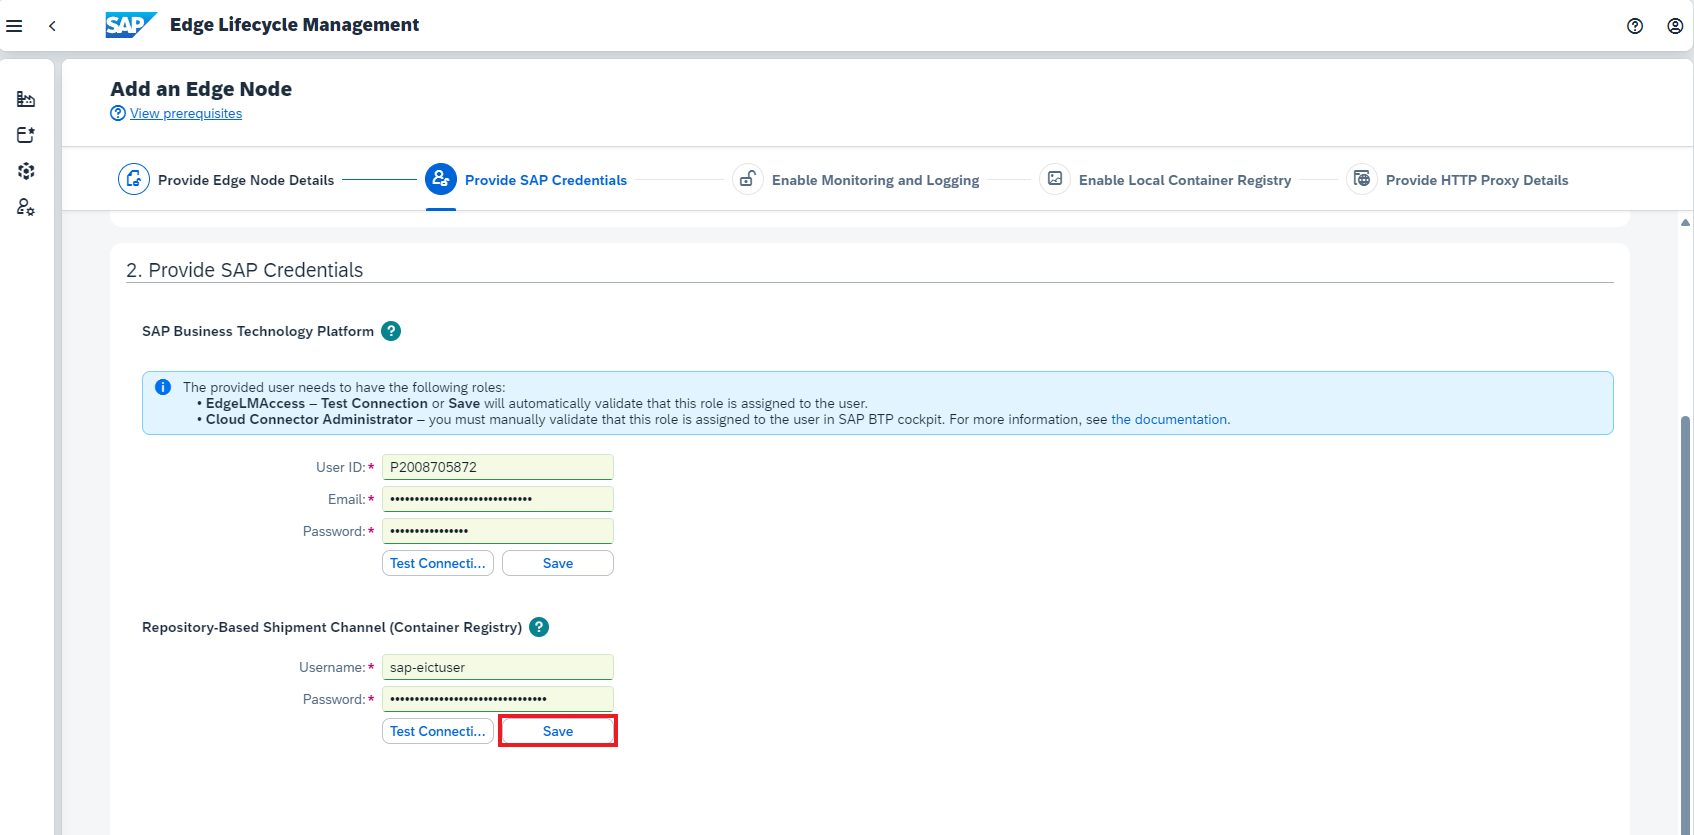 SAP Edge Lifecycle Management
Add an Edge Node
? View prerequisites
Provide Edge Node Details
Provide SAP Credentials
Enable Monitoring and Logging
Enable Local Container Registry
Provide HTTP Proxy Details
2. Provide SAP Credentials
SAP Business Technology Platform ?
The provided user needs to have the following roles:
• EdgeLMAccess – Test Connection or Save will automatically validate that this role is assigned to the user.
• Cloud Connector Administrator – you must manually validate that this role is assigned to the user in SAP BTP cockpit. For more information, see the documentation.
User ID:* P2008705872
Email:* •••••••••••••••••••••••••••••
Password:* ••••••••••••••••
Test Connecti... Save
Repository-Based Shipment Channel (Container Registry) ?
Username:* sap-eictuser
Password:* ••••••••••••••••••••••••••••••••
Test Connecti... Save